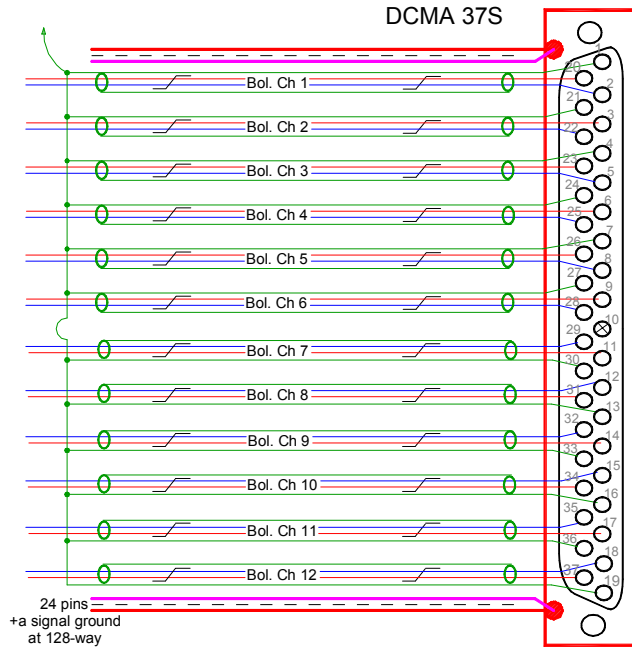 DCMA 37S
1
20
2
21
3
22
4
23
5
24
6
25
7
26
8
27
9
28
10
29
11
30
12
31
13
32
14
33
15
34
16
35
17
36
18
37
19
Bol. Ch 1
Bol. Ch 2
Bol. Ch 3
Bol. Ch 4
Bol. Ch 5
Bol. Ch 6
Bol. Ch 7
Bol. Ch 8
Bol. Ch 9
Bol. Ch 10
Bol. Ch 11
Bol. Ch 12
24 pins
+a signal ground
at 128-way